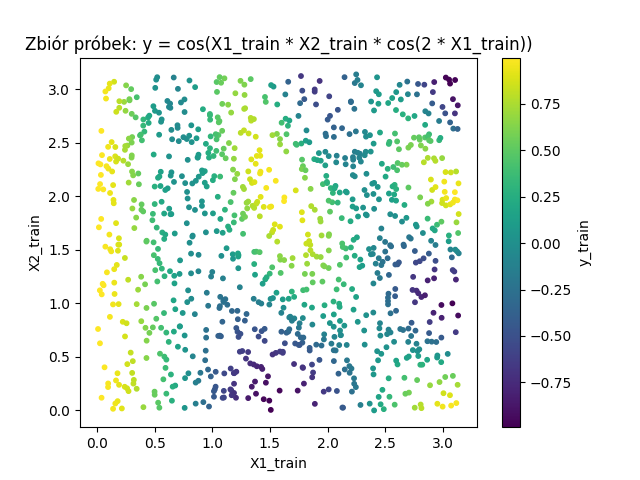 Zbiór próbek: y = cos(X1_train * X2_train * cos(2 * X1_train))
3.0
2.5
2.0
1.5
1.0
0.5
0.0
X2_train
0.0 0.5 1.0 1.5 2.0 2.5 3.0
X1_train
0.75
0.50
0.25
0.00
−0.25
−0.50
−0.75
y_train